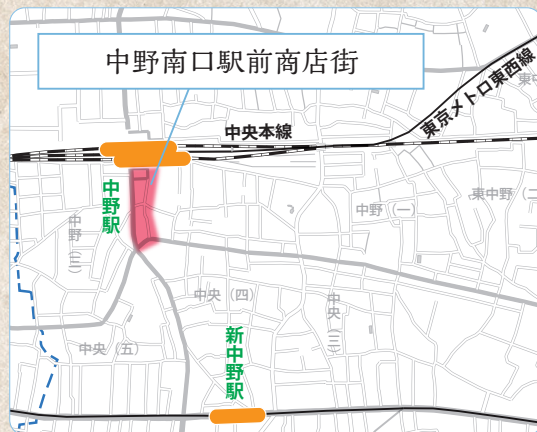 中野南口駅前商店街
東京メトロ東西線
中央本線
中野駅
中野（三）
中野（一）
東中野（二
東中
中央（四）
中央（三）
中央（五）
新中野駅